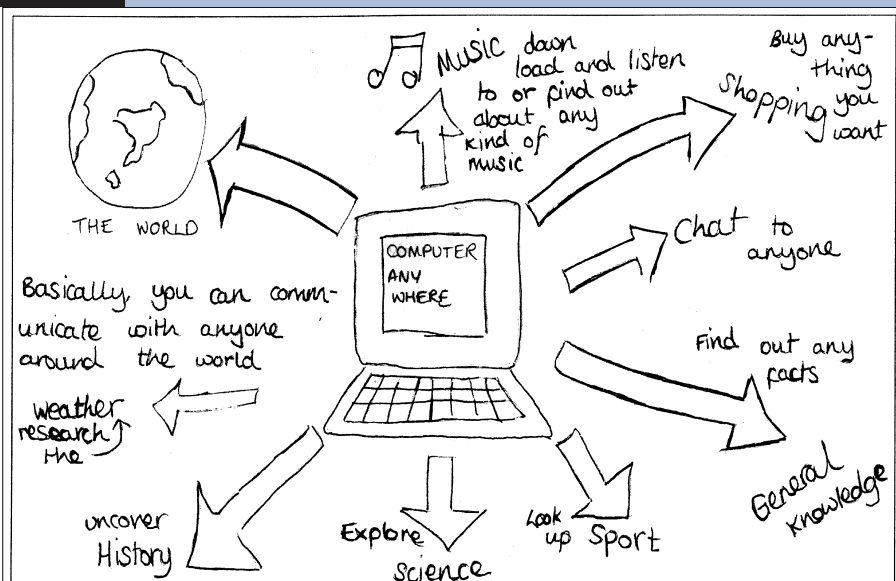 Music down
load and listen
to or find out
about any
kind of
music
Buy any-
thing
you
want
Shopping
THE WORLD
COMPUTER
ANY
WHERE
Chat to
anyone
Basically, you can comm-
unicate with anyone
around the world
Find out any
facts
General
Knowledge
weather
research
the
uncover
History
Explore
Science
Look
up Sport